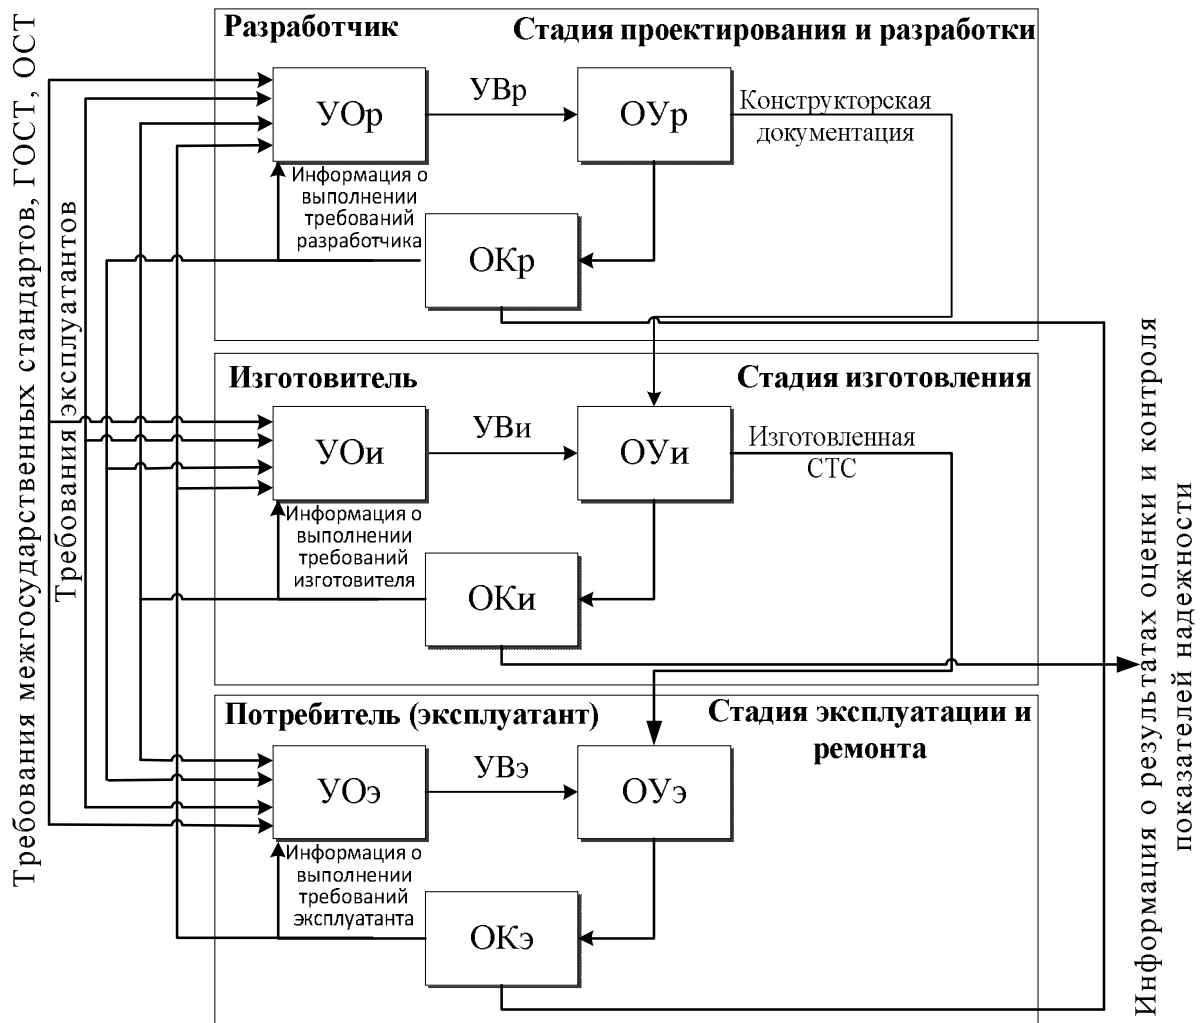 Требования межгосударственных стандартов, ГОСТ, ОСТ
Требования эксплуатантов
Разработчик
Стадия проектирования и разработки
УОр
УВр
ОУр
Конструкторская
документация
Информация о
выполнении
требований
разработчика
ОКр
Изготовитель
Стадия изготовления
УОи
УВи
ОУи
Изготовленная
СТС
Информация о
выполнении
требований
изготовителя
ОКи
Потребитель (эксплуатант)
Стадия эксплуатации и
ремонта
УОэ
УВэ
ОУэ
Информация о
выполнении
требований
эксплуатанта
ОКэ
Информация о результатах оценки и контроля
показателей надежности